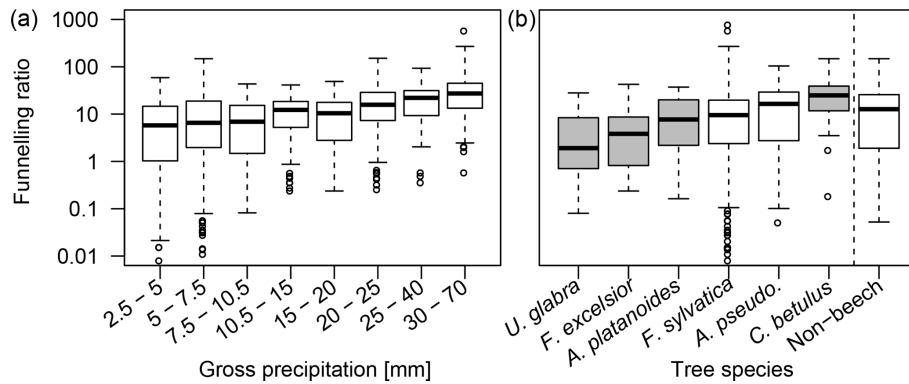 (a)
Funnelling ratio
1000
100
10
1
0.1
0.01
2.5 – 5
5 – 7.5
7.5 – 10.5
10.5 – 15
15 – 20
20 – 25
25 – 40
30 – 70
Gross precipitation [mm]
(b)
U. glabra
F. excelsior
A. platanoides
F. sylvatica
A. pseudo.
C. betulus
Non−beech
Tree species